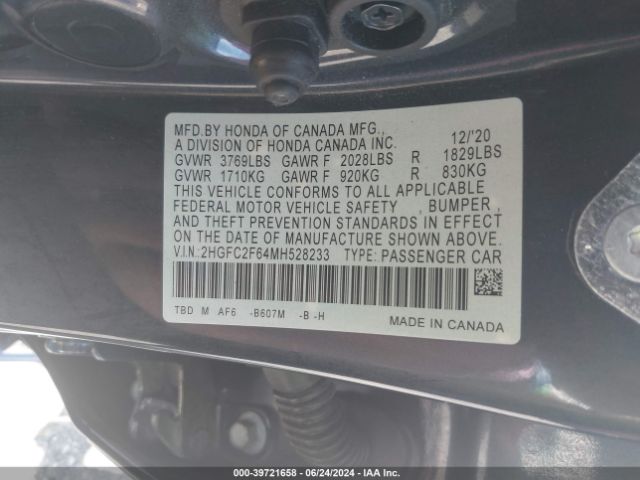 MFD.BY HONDA OF CANADA MFG., 12/'20
A DIVISION OF HONDA CANADA INC.
GVWR 3769LBS GAWR F 2028LBS R 1829LBS
GVWR 1710KG GAWR F 920KG R 830KG
THIS VEHICLE CONFORMS TO ALL APPLICABLE
FEDERAL MOTOR VEHICLE SAFETY , BUMPER ,
AND THEFT PREVENTION STANDARDS IN EFFECT
ON THE DATE OF MANUFACTURE SHOWN ABOVE.
V.I.N.:2HGFC2F64MH528233 TYPE:PASSENGER CAR
TBD M AF6 -B607M -B -H
MADE IN CANADA
000-39721658 | 06/24/2024 | IAA Inc.